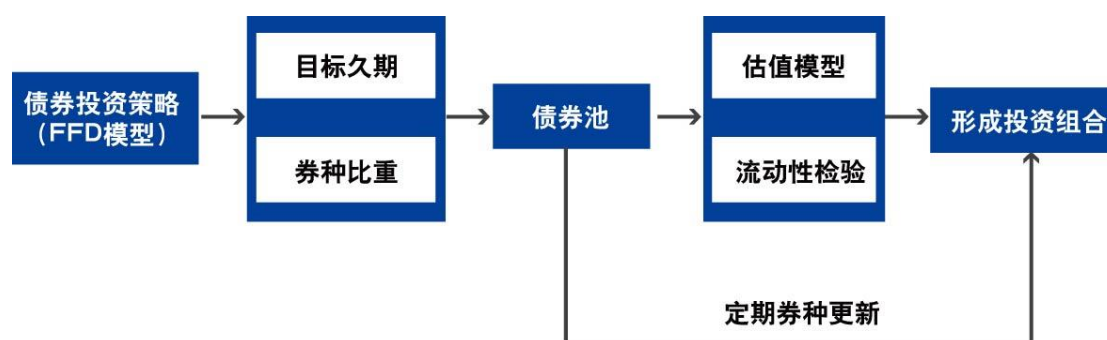 债券投资策略
（FFD模型）
目标久期
券种比重
债券池
估值模型
流动性检验
形成投资组合
定期券种更新